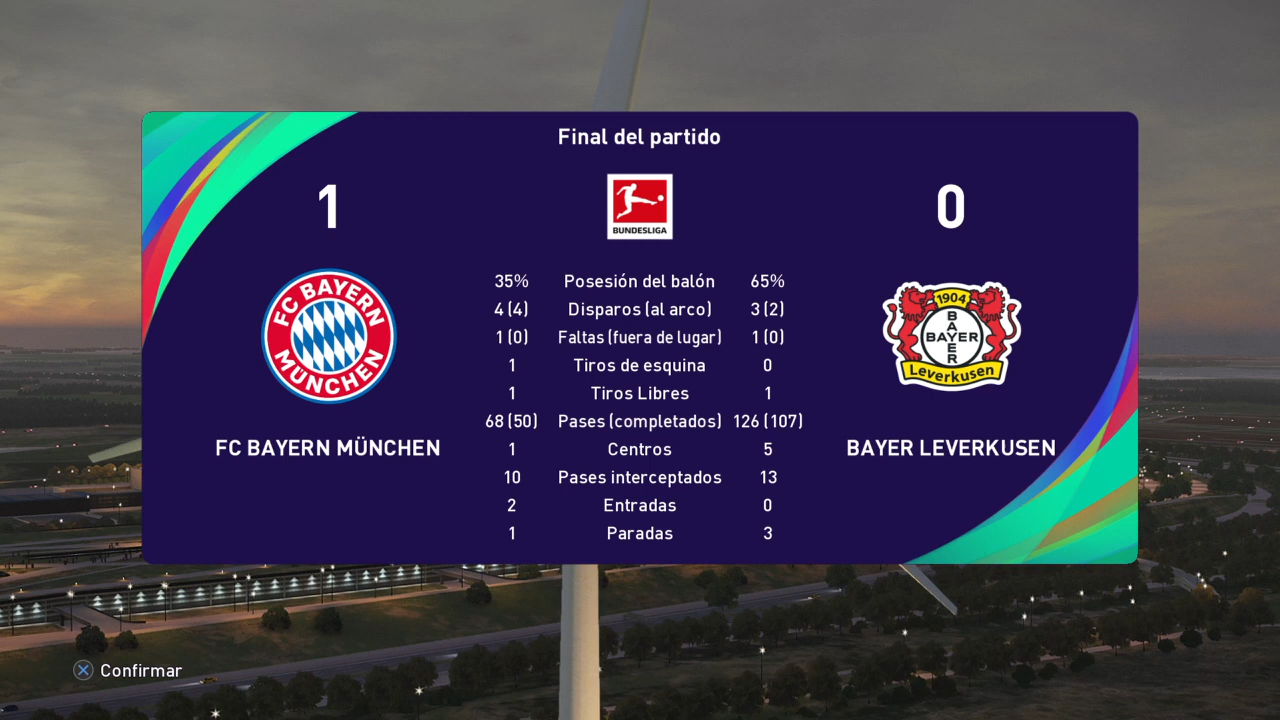 Final del partido
1 0
BUNDESLIGA
35% Posesión del balón 65%
4 (4) Disparos (al arco) 3 (2)
1 (0) Faltas (fuera de lugar) 1 (0)
1 Tiros de esquina 0
1 Tiros Libres 1
68 (50) Pases (completados) 126 (107)
1 Centros 5
10 Pases interceptados 13
2 Entradas 0
1 Paradas 3
FC BAYERN
MÜNCHEN
1904
BAYER
BAYER
Leverkusen
FC BAYERN MÜNCHEN
BAYER LEVERKUSEN
Confirmar